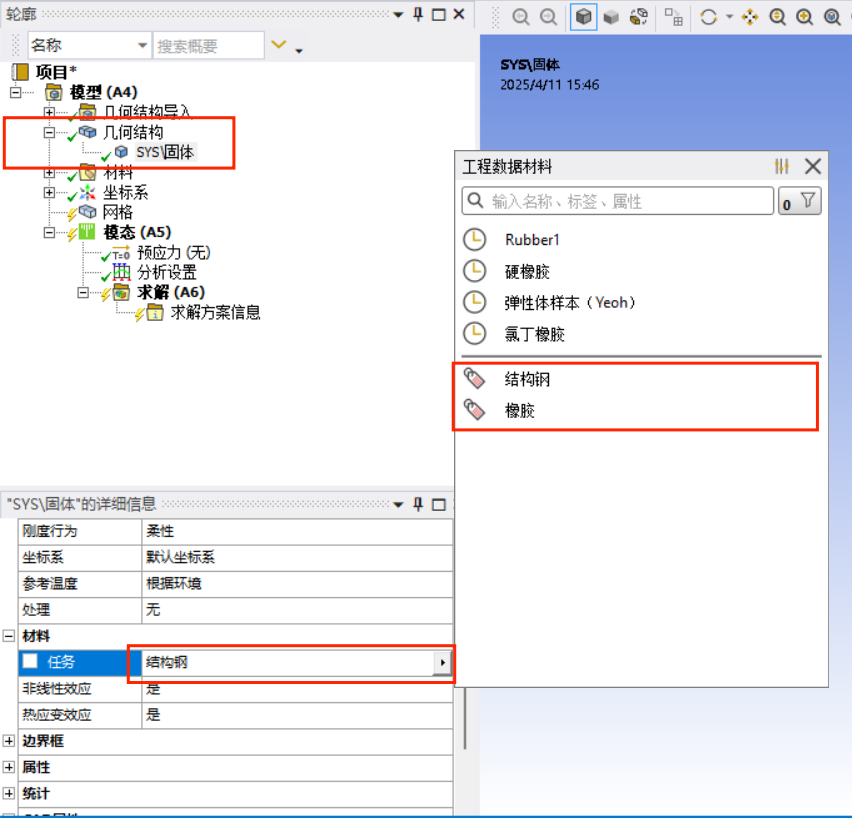 轮廓
名称
搜索概要
项目*
模型 (A4)
几何结构导入
几何结构
SYS\固体
材料
坐标系
网格
模态 (A5)
T=0 预应力 (无)
分析设置
求解 (A6)
求解方案信息
SYS\固体
2025/4/11 15:46
工程数据材料
输入名称、标签、属性
0
Rubber1
硬橡胶
弹性体样本（Yeoh）
氯丁橡胶
结构钢
橡胶
"SYS\固体"的详细信息
刚度行为 柔性
坐标系 默认坐标系
参考温度 根据环境
处理 无
材料
任务 结构钢
非线性效应 是
热应变效应 是
边界框
属性
统计